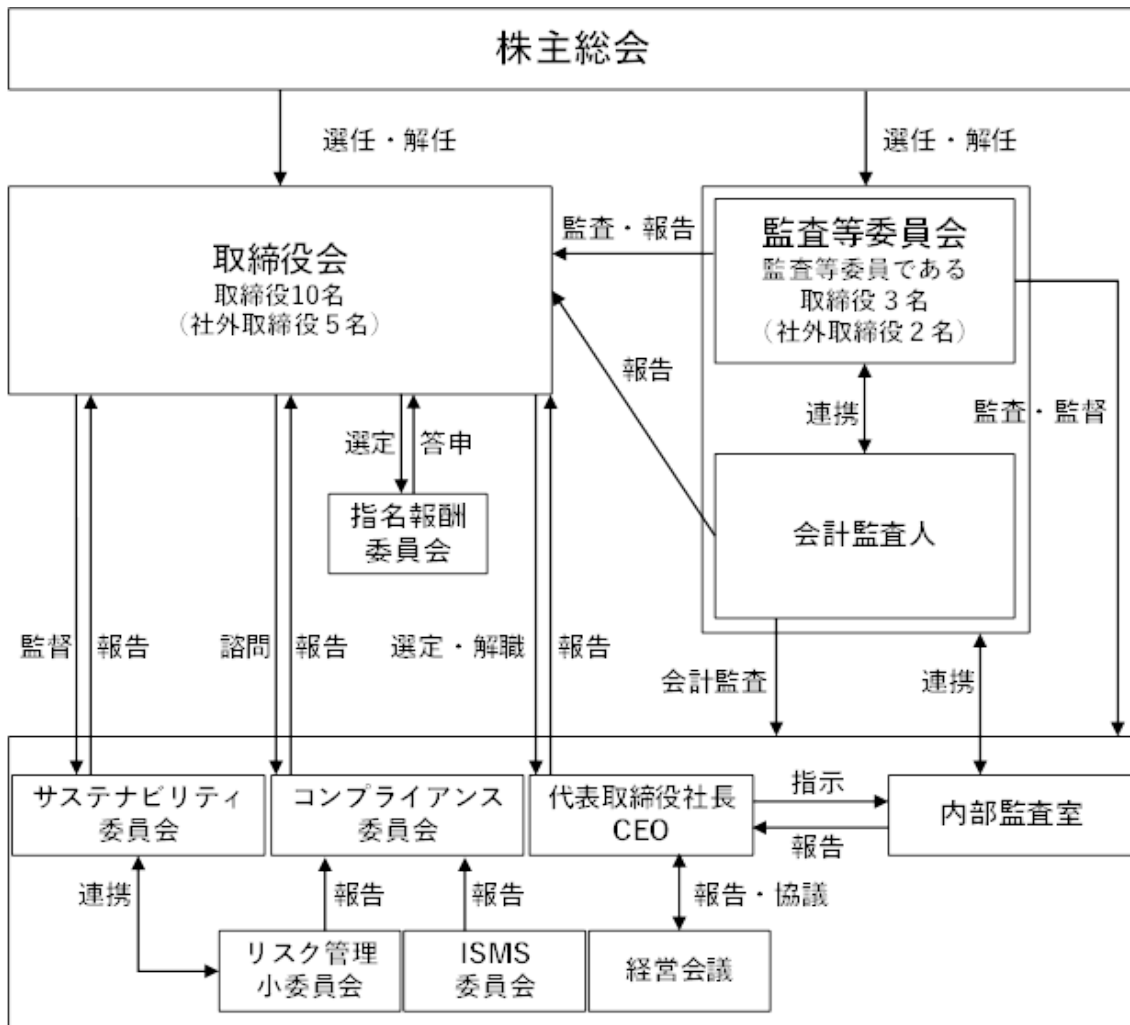 株主総会
選任・解任
選任・解任
取締役会
取締役10名
（社外取締役５名）
監査・報告
監査等委員会
監査等委員である
取締役３名
（社外取締役２名）
報告
連携
監査・監督
選定
答申
指名報酬
委員会
会計監査人
監督
報告
諮問
報告
選定・解職
報告
会計監査
連携
サステナビリティ
委員会
コンプライアンス
委員会
代表取締役社長
CEO
指示
報告
内部監査室
連携
報告
報告
報告・協議
リスク管理
小委員会
ISMS
委員会
経営会議